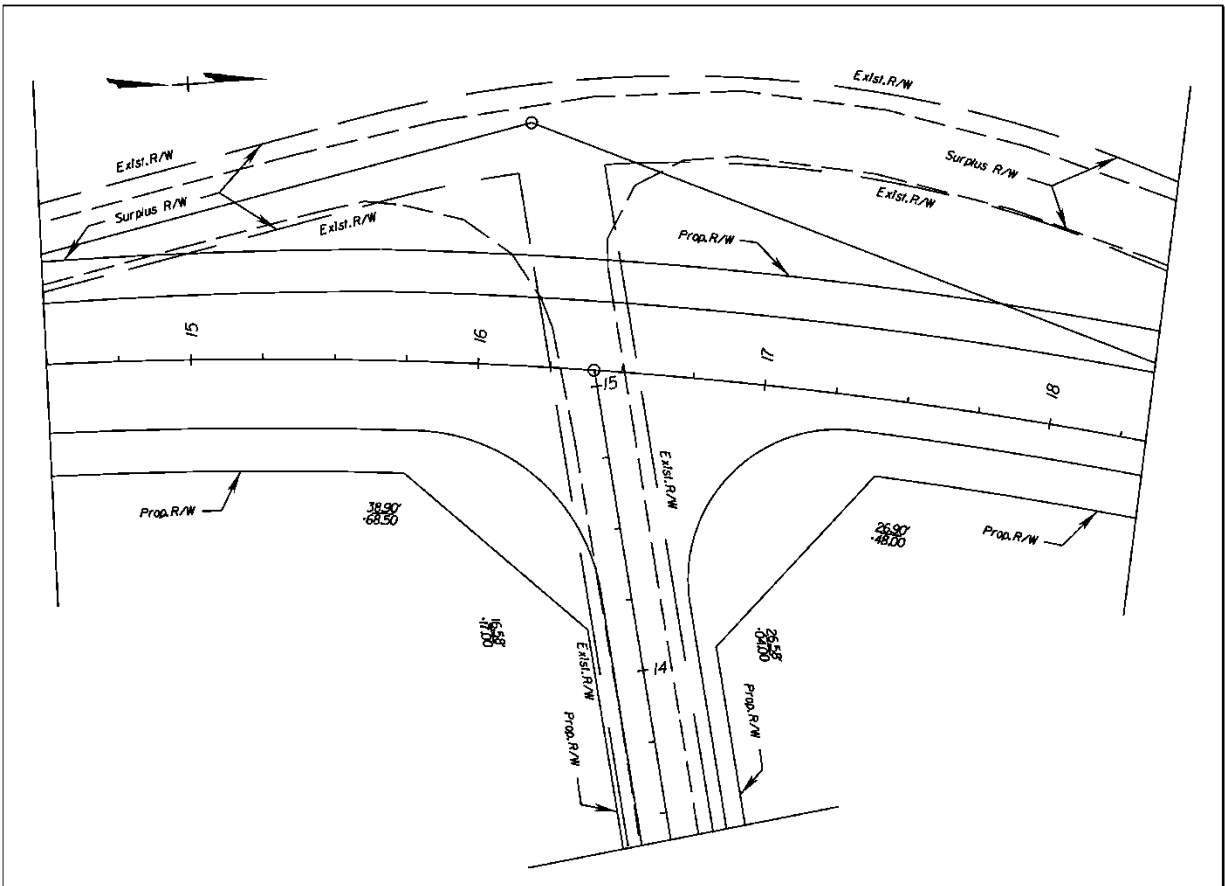 Exist.R/W
Exist.R/W
Surplus R/W
Surplus R/W
Exist.R/W
Exist.R/W
Prop.R/W
15
16
17
18
15
Exist.R/W
Prop.R/W
38.90'
·68.50
26.90'
·48.00
Prop.R/W
16.58'
·17.00
26.58'
·04.00
Exist.R/W
14
Prop.R/W
Prop.R/W